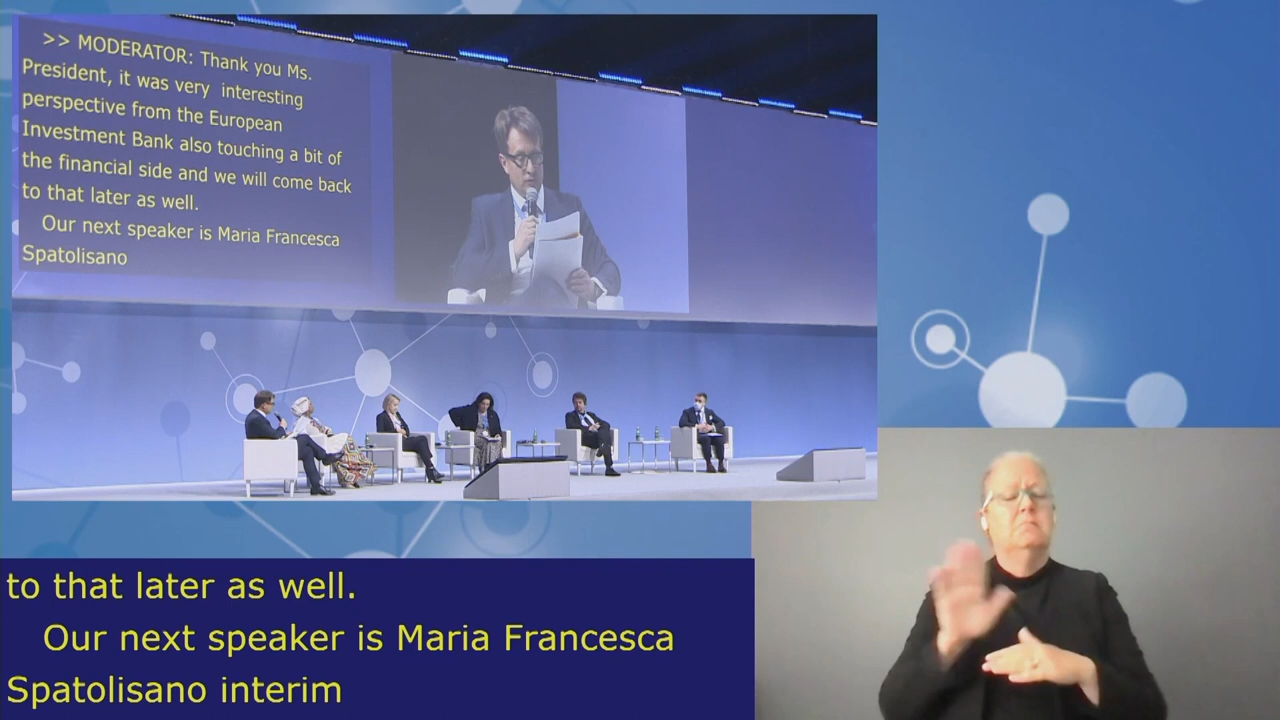 >> MODERATOR: Thank you Ms.
President, it was very interesting
perspective from the European
Investment Bank also touching a bit of
the financial side and we will come back
to that later as well.
Our next speaker is Maria Francesca
Spatolisano
to that later as well.
Our next speaker is Maria Francesca
Spatolisano interim